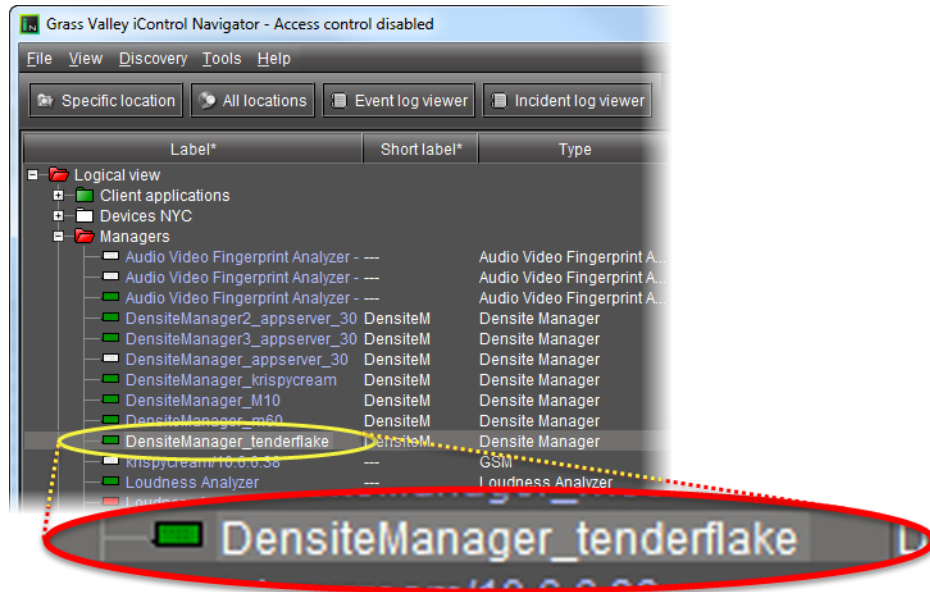 Grass Valley iControl Navigator - Access control disabled
File View Discovery Tools Help
Specific location All locations Event log viewer Incident log viewer
Label* Short label* Type
Logical view
Client applications
Devices NYC
Managers
Audio Video Fingerprint Analyzer - --- Audio Video Fingerprint A...
Audio Video Fingerprint Analyzer - --- Audio Video Fingerprint A...
Audio Video Fingerprint Analyzer - --- Audio Video Fingerprint A...
DensiteManager2_appserver_30 DensiteM Densite Manager
DensiteManager3_appserver_30 DensiteM Densite Manager
DensiteManager_appserver_30 DensiteM Densite Manager
DensiteManager_krispycream DensiteM Densite Manager
DensiteManager_M10 DensiteM Densite Manager
DensiteManager_m60 DensiteM Densite Manager
DensiteManager_tenderflake DensiteM Densite Manager
krispycream/10.6.6.38 --- GSM
Loudness Analyzer --- Loudness Analyzer
DensiteManager_tenderflake D